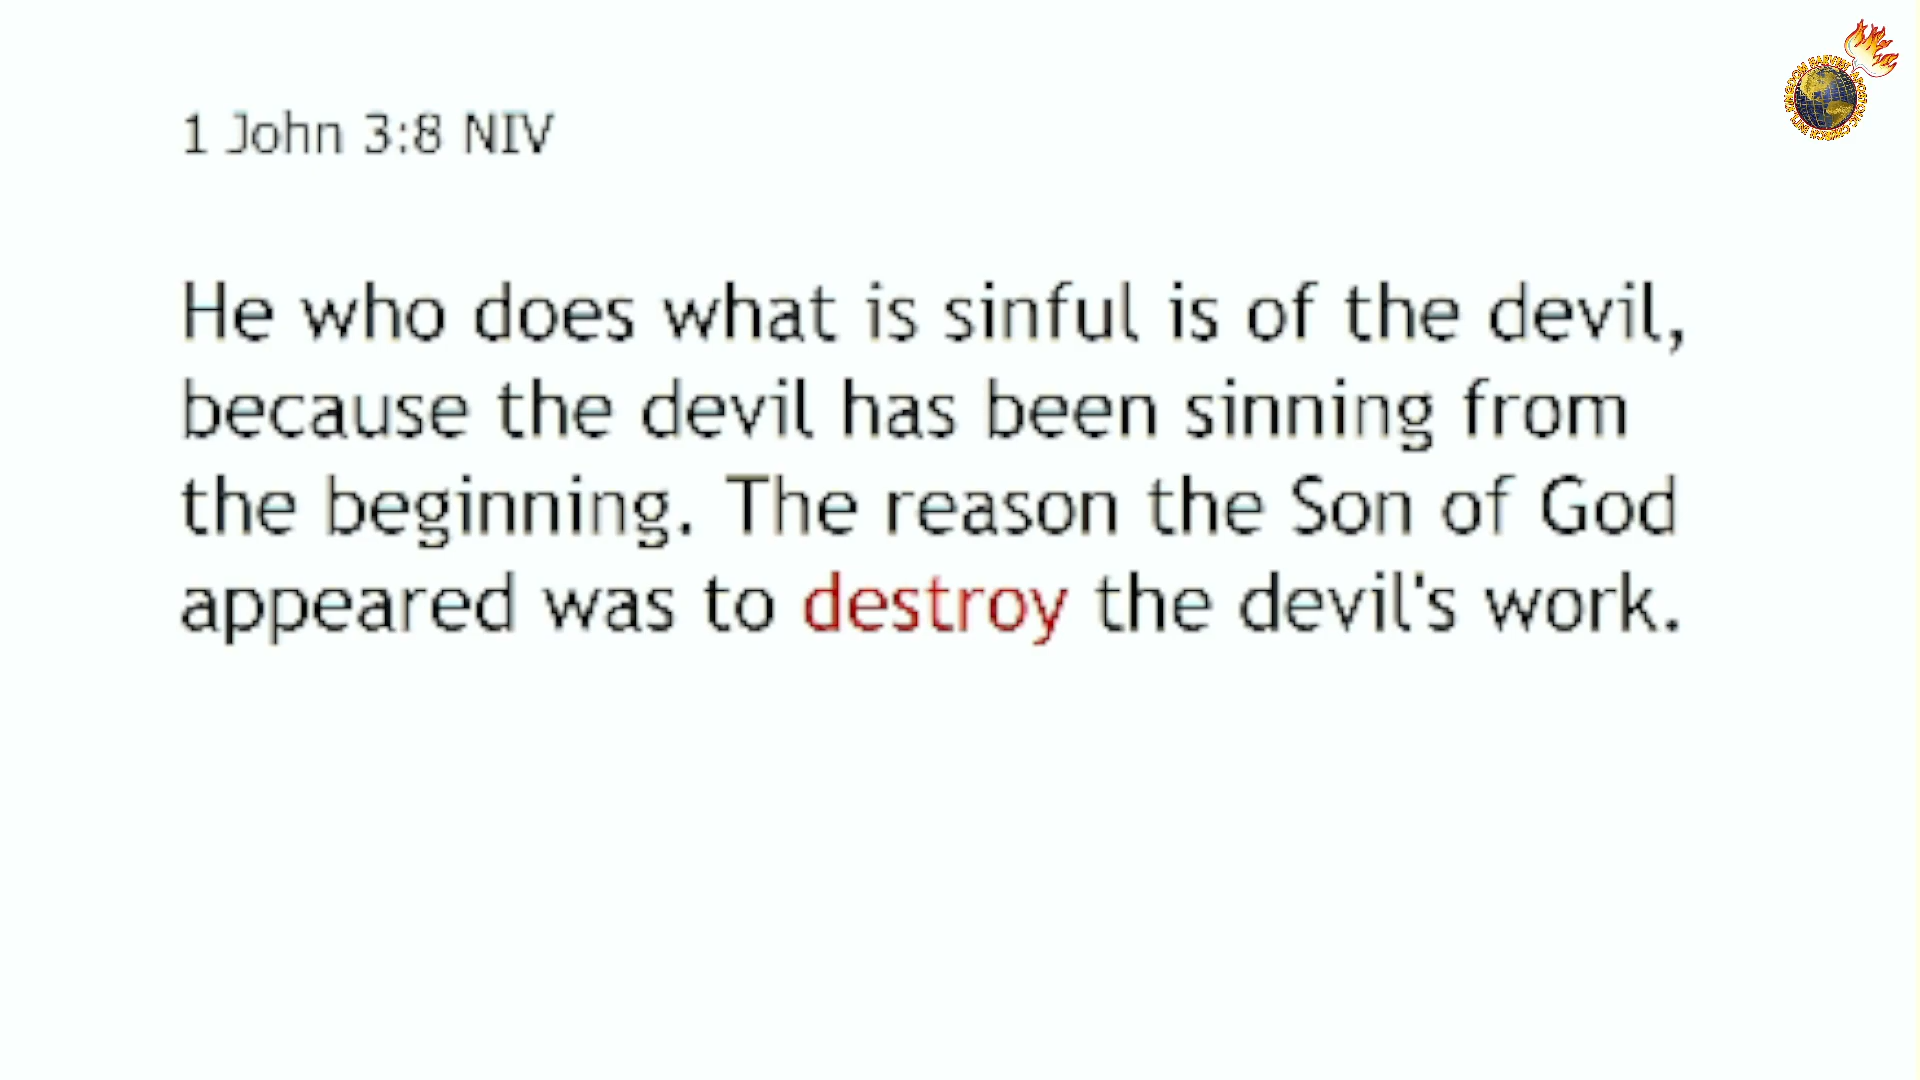 1 John 3:8 NIV
He who does what is sinful is of the devil,
because the devil has been sinning from
the beginning. The reason the Son of God
appeared was to destroy the devil's work.